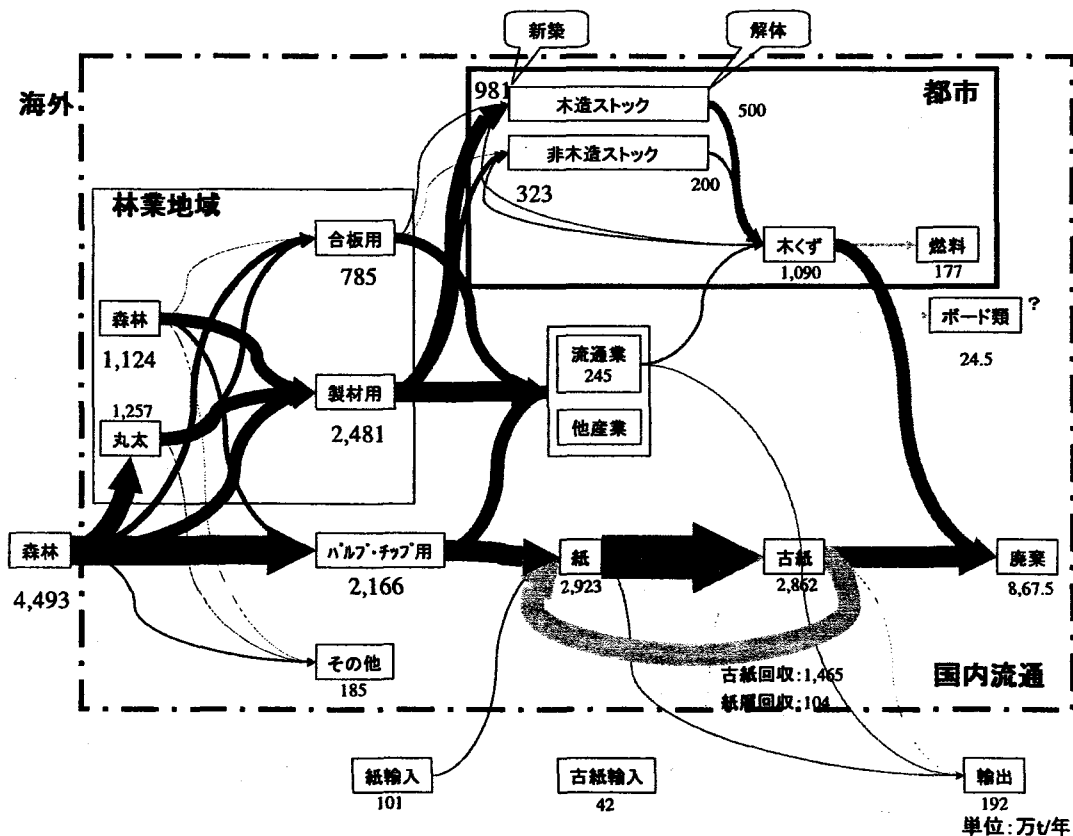 新築
解体
海外
都市
981
木造ストック
500
非木造ストック
200
323
林業地域
合板用
785
木くず
1,090
燃料
177
ボード類
?
24.5
森林
1,124
流通業
245
他産業
製材用
2,481
1,257
丸太
森林
4,493
パルプ・チップ用
2,166
紙
2,923
古紙
2,862
廃棄
8,67.5
その他
185
古紙回収:1,465
紙屑回収:104
国内流通
紙輸入
101
古紙輸入
42
輸出
192
単位:万t/年